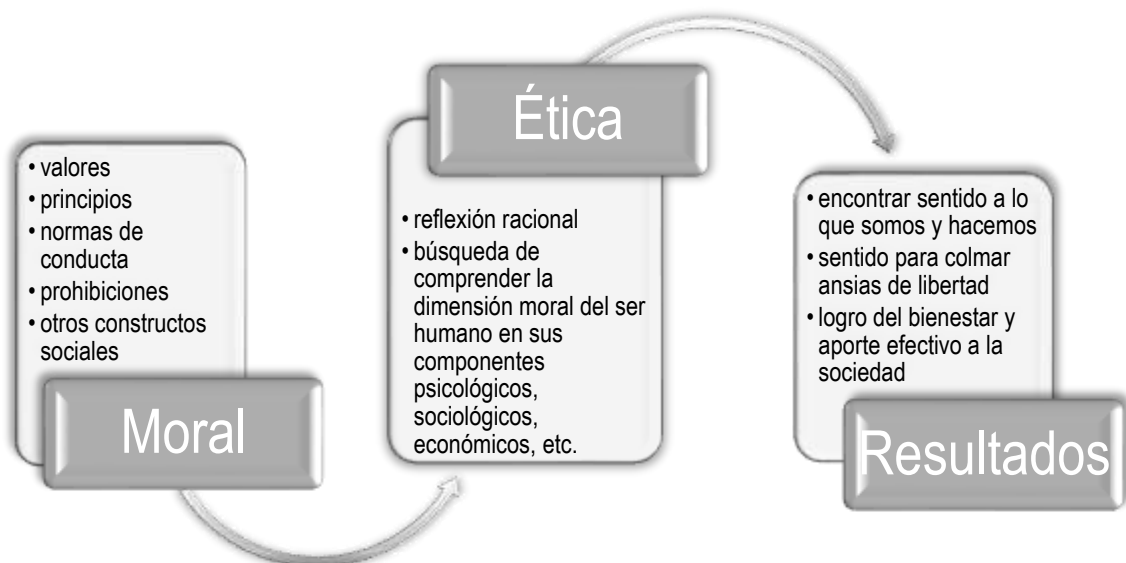 • valores
• principios
• normas de
conducta
• prohibiciones
• otros constructos
sociales
Moral
Ética
• reflexión racional
• búsqueda de
comprender la
dimensión moral del ser
humano en sus
componentes
psicológicos,
sociológicos,
económicos, etc.
• encontrar sentido a lo
que somos y hacemos
• sentido para colmar
ansias de libertad
• logro del bienestar y
aporte efectivo a la
sociedad
Resultados